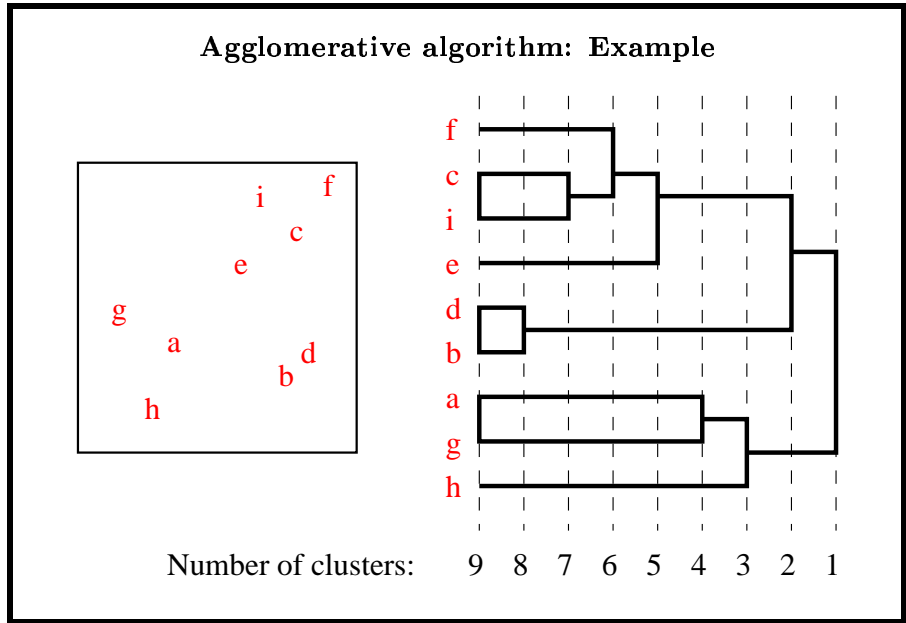 Agglomerative algorithm: Example
i f
c
e
g
a
d
b
h
f
c
i
e
d
b
a
g
h
Number of clusters: 9 8 7 6 5 4 3 2 1